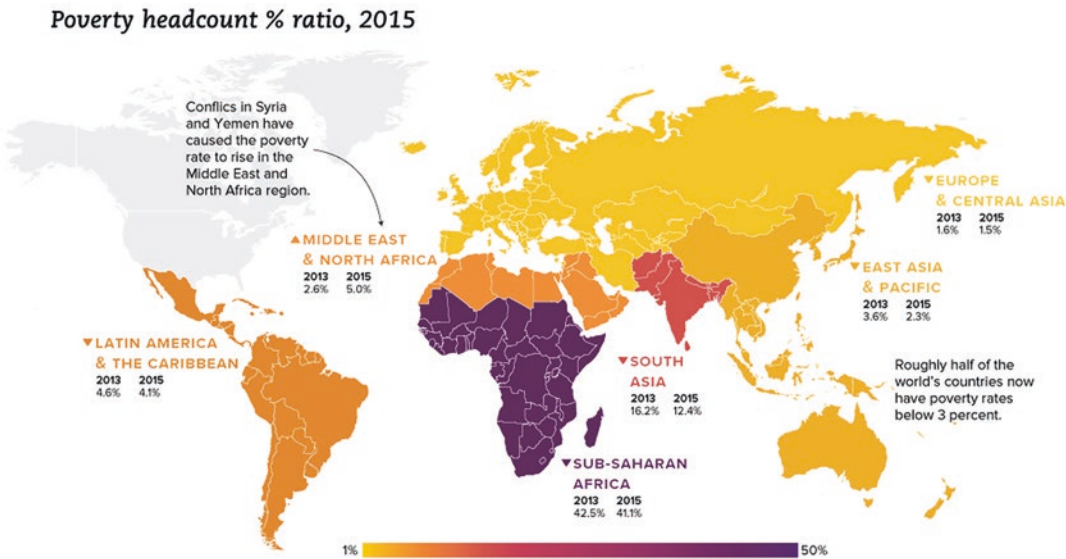 Poverty headcount % ratio, 2015
Conflics in Syria
and Yemen have
caused the poverty
rate to rise in the
Middle East and
North Africa region.
▲MIDDLE EAST
& NORTH AFRICA
2013 2015
2.6% 5.0%
▼EUROPE
& CENTRAL ASIA
2013 2015
1.6% 1.5%
▼EAST ASIA
& PACIFIC
2013 2015
3.6% 2.3%
▼LATIN AMERICA
& THE CARIBBEAN
2013 2015
4.6% 4.1%
▼SOUTH
ASIA
2013 2015
16.2% 12.4%
Roughly half of the
world's countries now
have poverty rates
below 3 percent.
▼SUB-SAHARAN
AFRICA
2013 2015
42.5% 41.1%
1% 50%